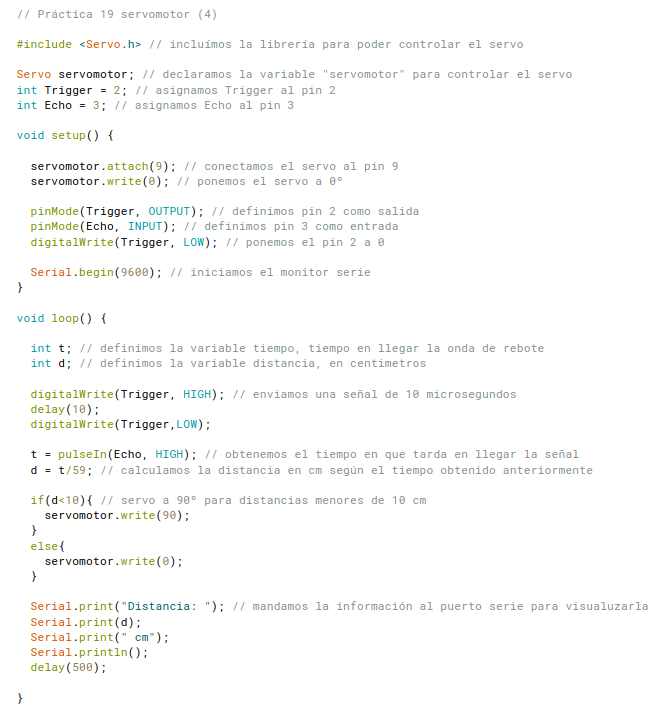 // Práctica 19 servomotor (4)
#include <Servo.h> // incluímos la librería para poder controlar el servo
Servo servomotor; // declaramos la variable "servomotor" para controlar el servo
int Trigger = 2; // asignamos Trigger al pin 2
int Echo = 3; // asignamos Echo al pin 3
void setup() {
servomotor.attach(9); // conectamos el servo al pin 9
servomotor.write(0); // ponemos el servo a 0º
pinMode(Trigger, OUTPUT); // definimos pin 2 como salida
pinMode(Echo, INPUT); // definimos pin 3 como entrada
digitalWrite(Trigger, LOW); // ponemos el pin 2 a 0
Serial.begin(9600); // iniciamos el monitor serie
}
void loop() {
int t; // definimos la variable tiempo, tiempo en llegar la onda de rebote
int d; // definimos la variable distancia, en centímetros
digitalWrite(Trigger, HIGH); // enviamos una señal de 10 microsegundos
delay(10);
digitalWrite(Trigger,LOW);
t = pulseIn(Echo, HIGH); // obtenemos el tiempo en que tarda en llegar la señal
d = t/59; // calculamos la distancia en cm según el tiempo obtenido anteriormente
if(d<10){ // servo a 90º para distancias menores de 10 cm
servomotor.write(90);
}
else{
servomotor.write(0);
}
Serial.print("Distancia: "); // mandamos la información al puerto serie para visualuzarla
Serial.print(d);
Serial.print(" cm");
Serial.println();
delay(500);
}